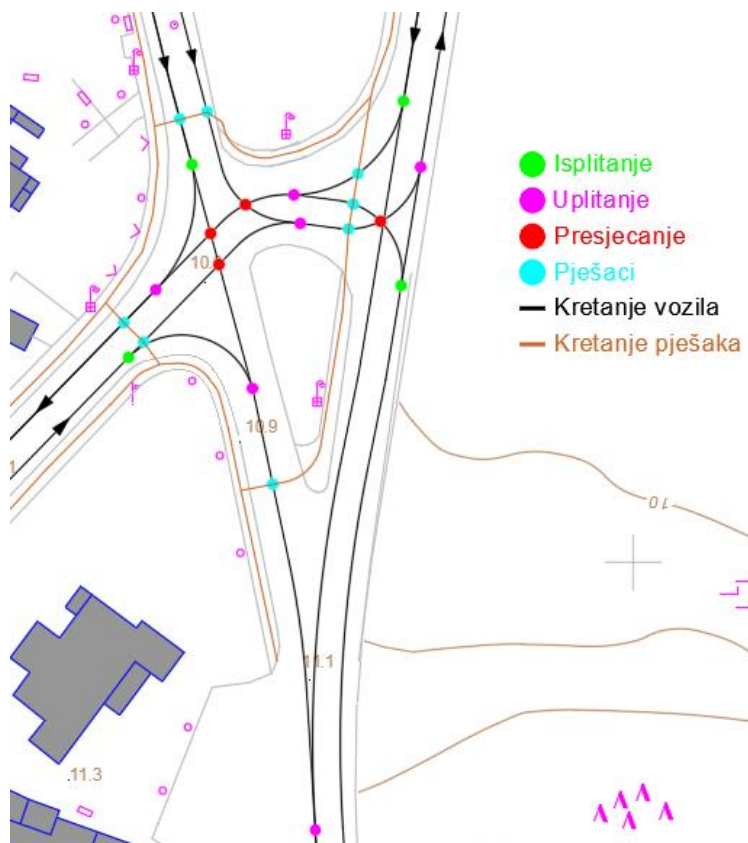 Isplitanje
Uplitanje
Presjecanje
Pješaci
Kretanje vozila
Kretanje pješaka
10.9
10
11.1
11.3